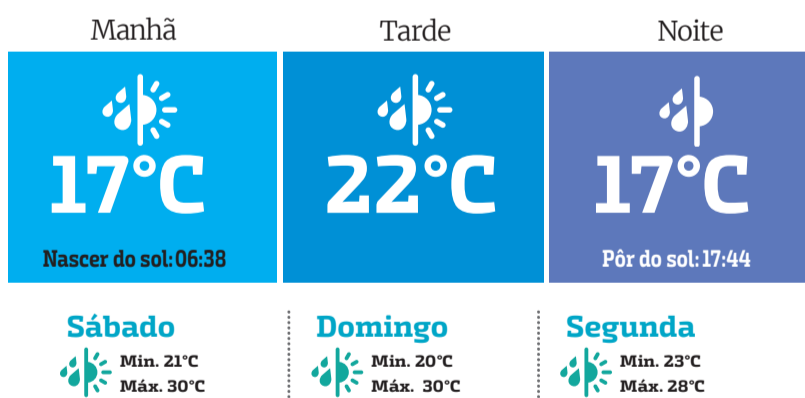 Manhã
Tarde
Noite
17°C
22°C
17°C
Nascer do sol: 06:38
Pôr do sol: 17:44
Sábado
Min. 21°C
Máx. 30°C
Domingo
Min. 20°C
Máx. 30°C
Segunda
Min. 23°C
Máx. 28°C